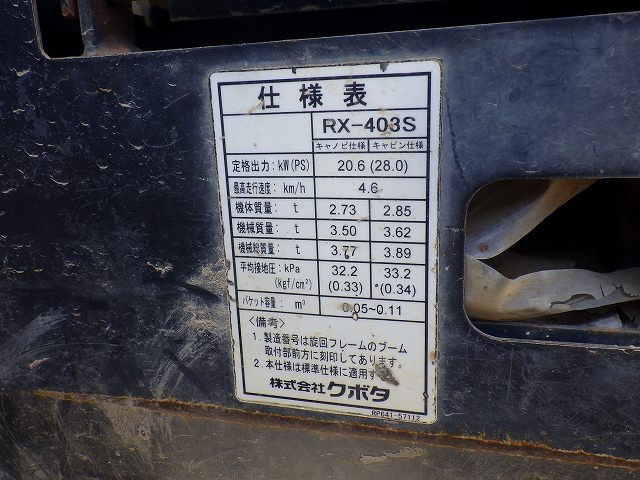 仕様表
RX-403S
キャノピ仕様 キャビン仕様
定格出力:kW(PS) 20.6(28.0)
最高走行速度: km/h 4.6
機体質量: t 2.73 2.85
機械質量: t 3.50 3.62
機械総質量: t 3.77 3.89
平均接地圧:kPa 32.2 33.2
(kgf/cm²) (0.33) (0.34)
バケット容量: m³ 0.05~0.11
〈備考〉
1.製造番号は旋回フレームのブーム
取付部前方に刻印してあります。
2.本仕様は標準仕様に適用す
株式会社クボタ
RP641-57112